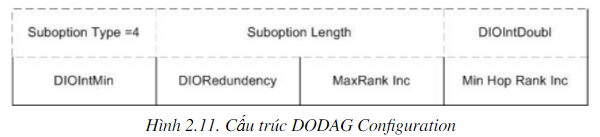 Suboption Type =4 Suboption Length DIOIntDoubl
DIOIntMin DIORedundency MaxRank Inc Min Hop Rank Inc
Hình 2.11. Cấu trúc DODAG Configuration